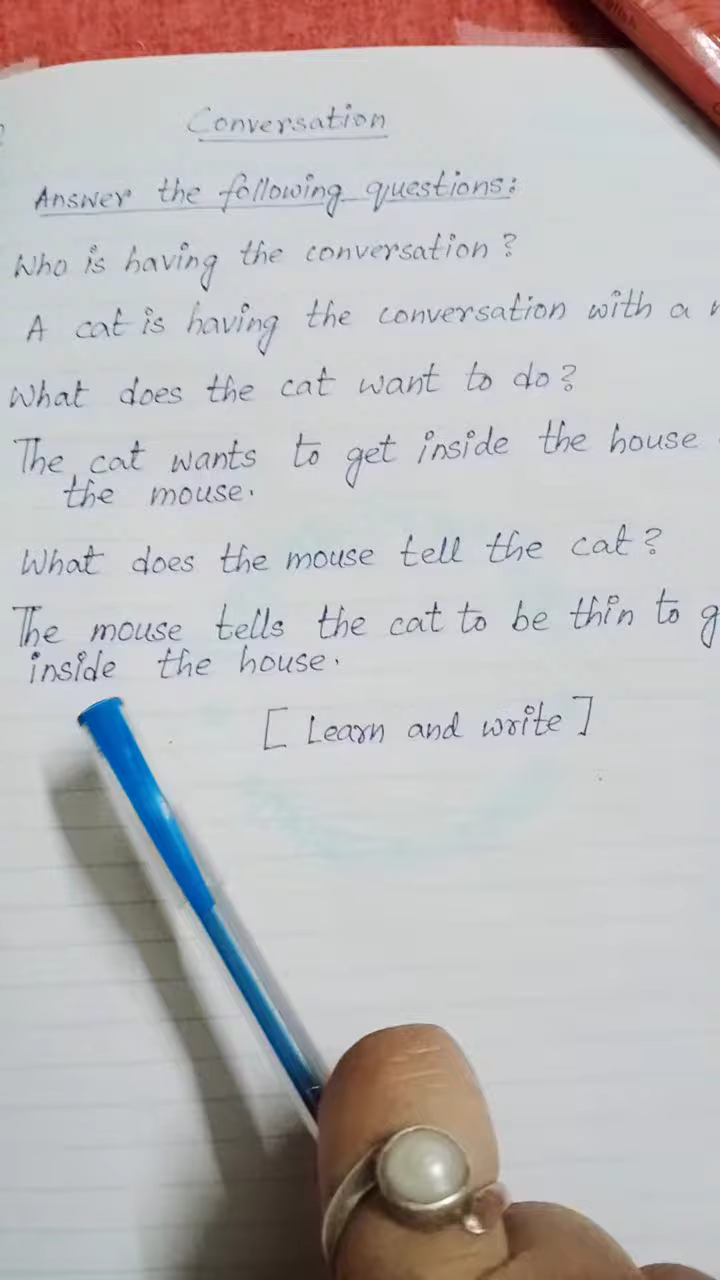 Conversation
Answer the following questions:
Who is having the conversation?
A cat is having the conversation with a
What does the cat want to do?
The cat wants to get inside the house
the mouse.
What does the mouse tell the cat?
The mouse tells the cat to be thin to
inside the house.
[Learn and write]